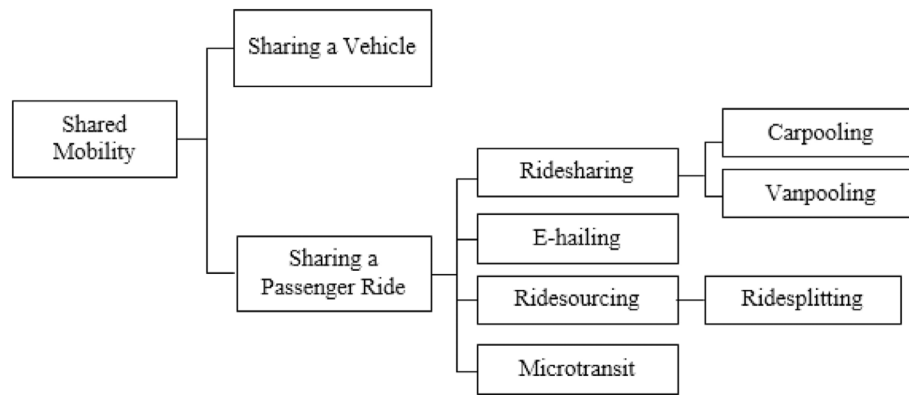 Sharing a Vehicle
Shared
Mobility
Carpooling
Ridesharing
Vanpooling
E-hailing
Sharing a
Passenger Ride
Ridesourcing
Ridesplitting
Microtransit